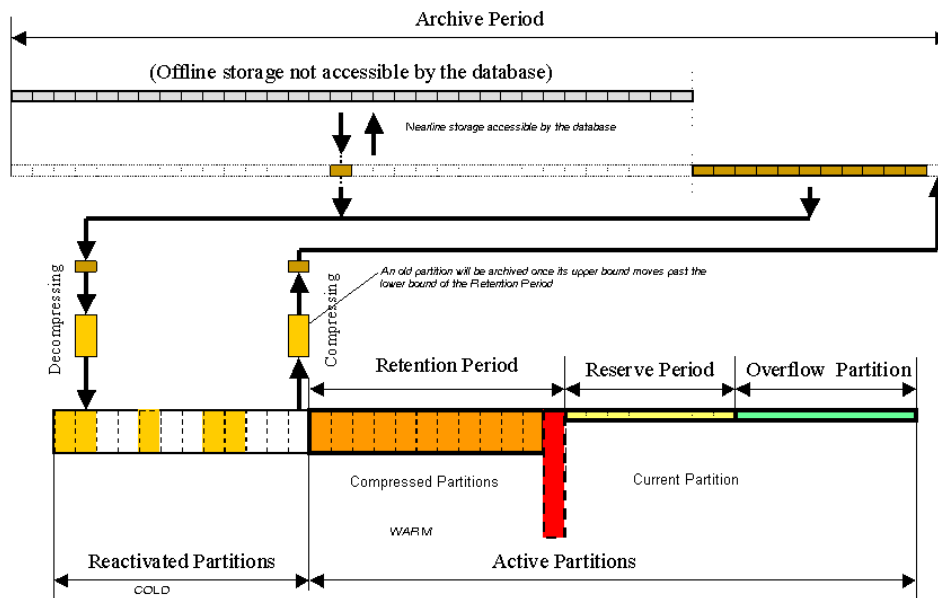 Archive Period
(Offline storage not accessible by the database)
Nearline storage accessible by the database
Decompressing
Compressing
An old partition will be archived once its upper bound moves past the
lower bound of the Retention Period
Retention Period
Reserve Period
Overflow Partition
Compressed Partitions
Current Partition
WARM
Reactivated Partitions
Active Partitions
COLD